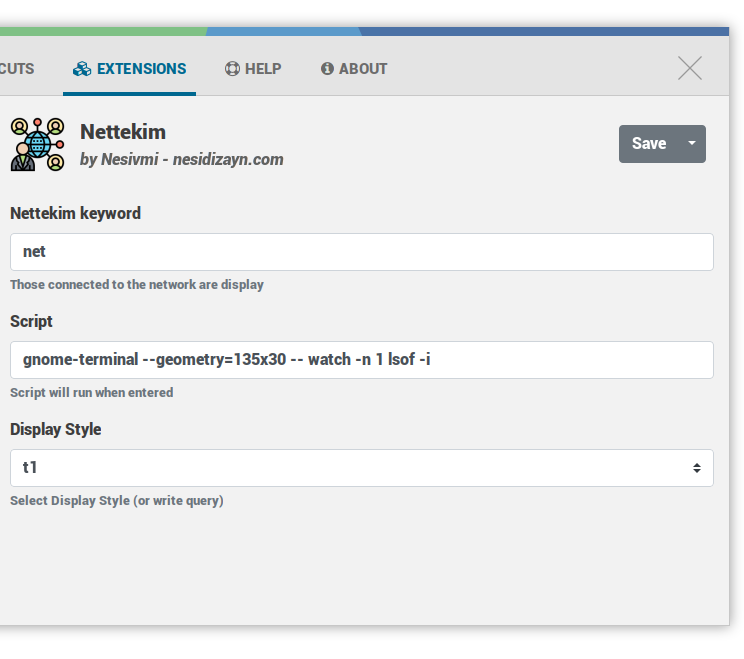 CUTS EXTENSIONS HELP ABOUT
Nettekim
by Nesivmi - nesidizayn.com
Save
Nettekim keyword
net
Those connected to the network are display
Script
gnome-terminal --geometry=135x30 -- watch -n 1 lsof -i
Script will run when entered
Display Style
t1
Select Display Style (or write query)